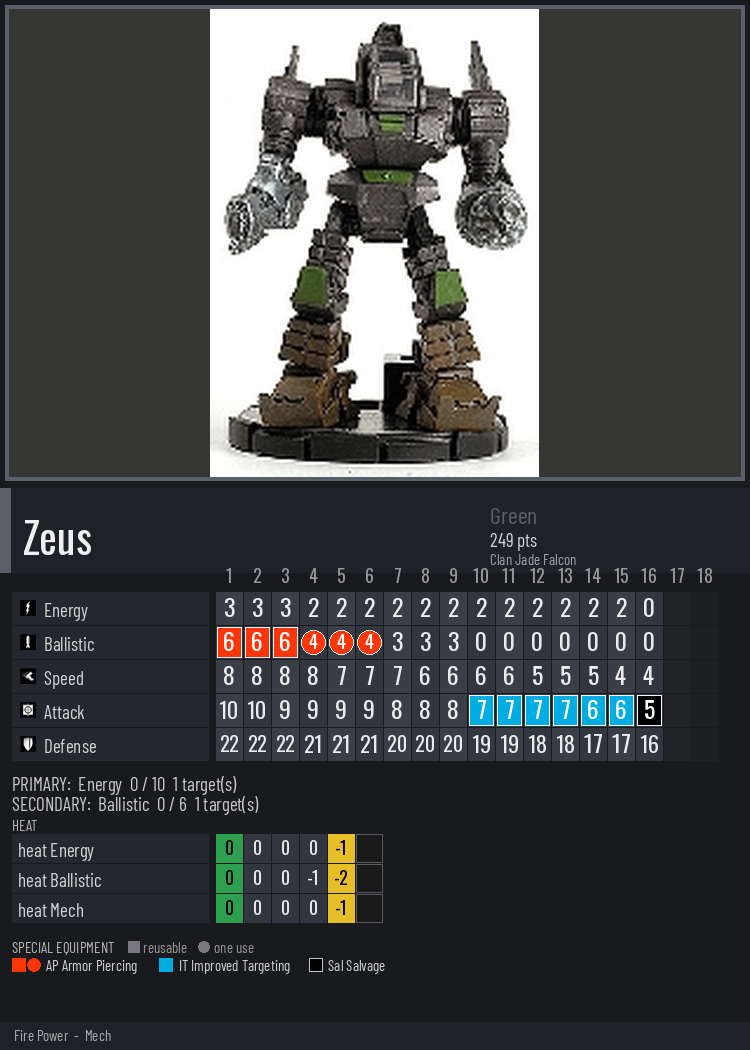 Zeus
Green
249 pts
Clan Jade Falcon
1 2 3 4 5 6 7 8 9 10 11 12 13 14 15 16 17 18
Energy 3 3 3 2 2 2 2 2 2 2 2 2 2 2 2 0
Ballistic 6 6 6 4 4 4 3 3 3 0 0 0 0 0 0 0
Speed 8 8 8 8 7 7 7 6 6 6 6 5 5 5 4 4
Attack 10 10 9 9 9 9 8 8 8 7 7 7 7 6 6 5
Defense 22 22 22 21 21 21 20 20 20 19 19 18 18 17 17 16
PRIMARY: Energy 0 / 10 1 target(s)
SECONDARY: Ballistic 0 / 6 1 target(s)
HEAT
heat Energy 0 0 0 0 -1
heat Ballistic 0 0 0 -1 -2
heat Mech 0 0 0 0 -1
SPECIAL EQUIPMENT reusable one use
AP Armor Piercing IT Improved Targeting Sal Salvage
Fire Power - Mech